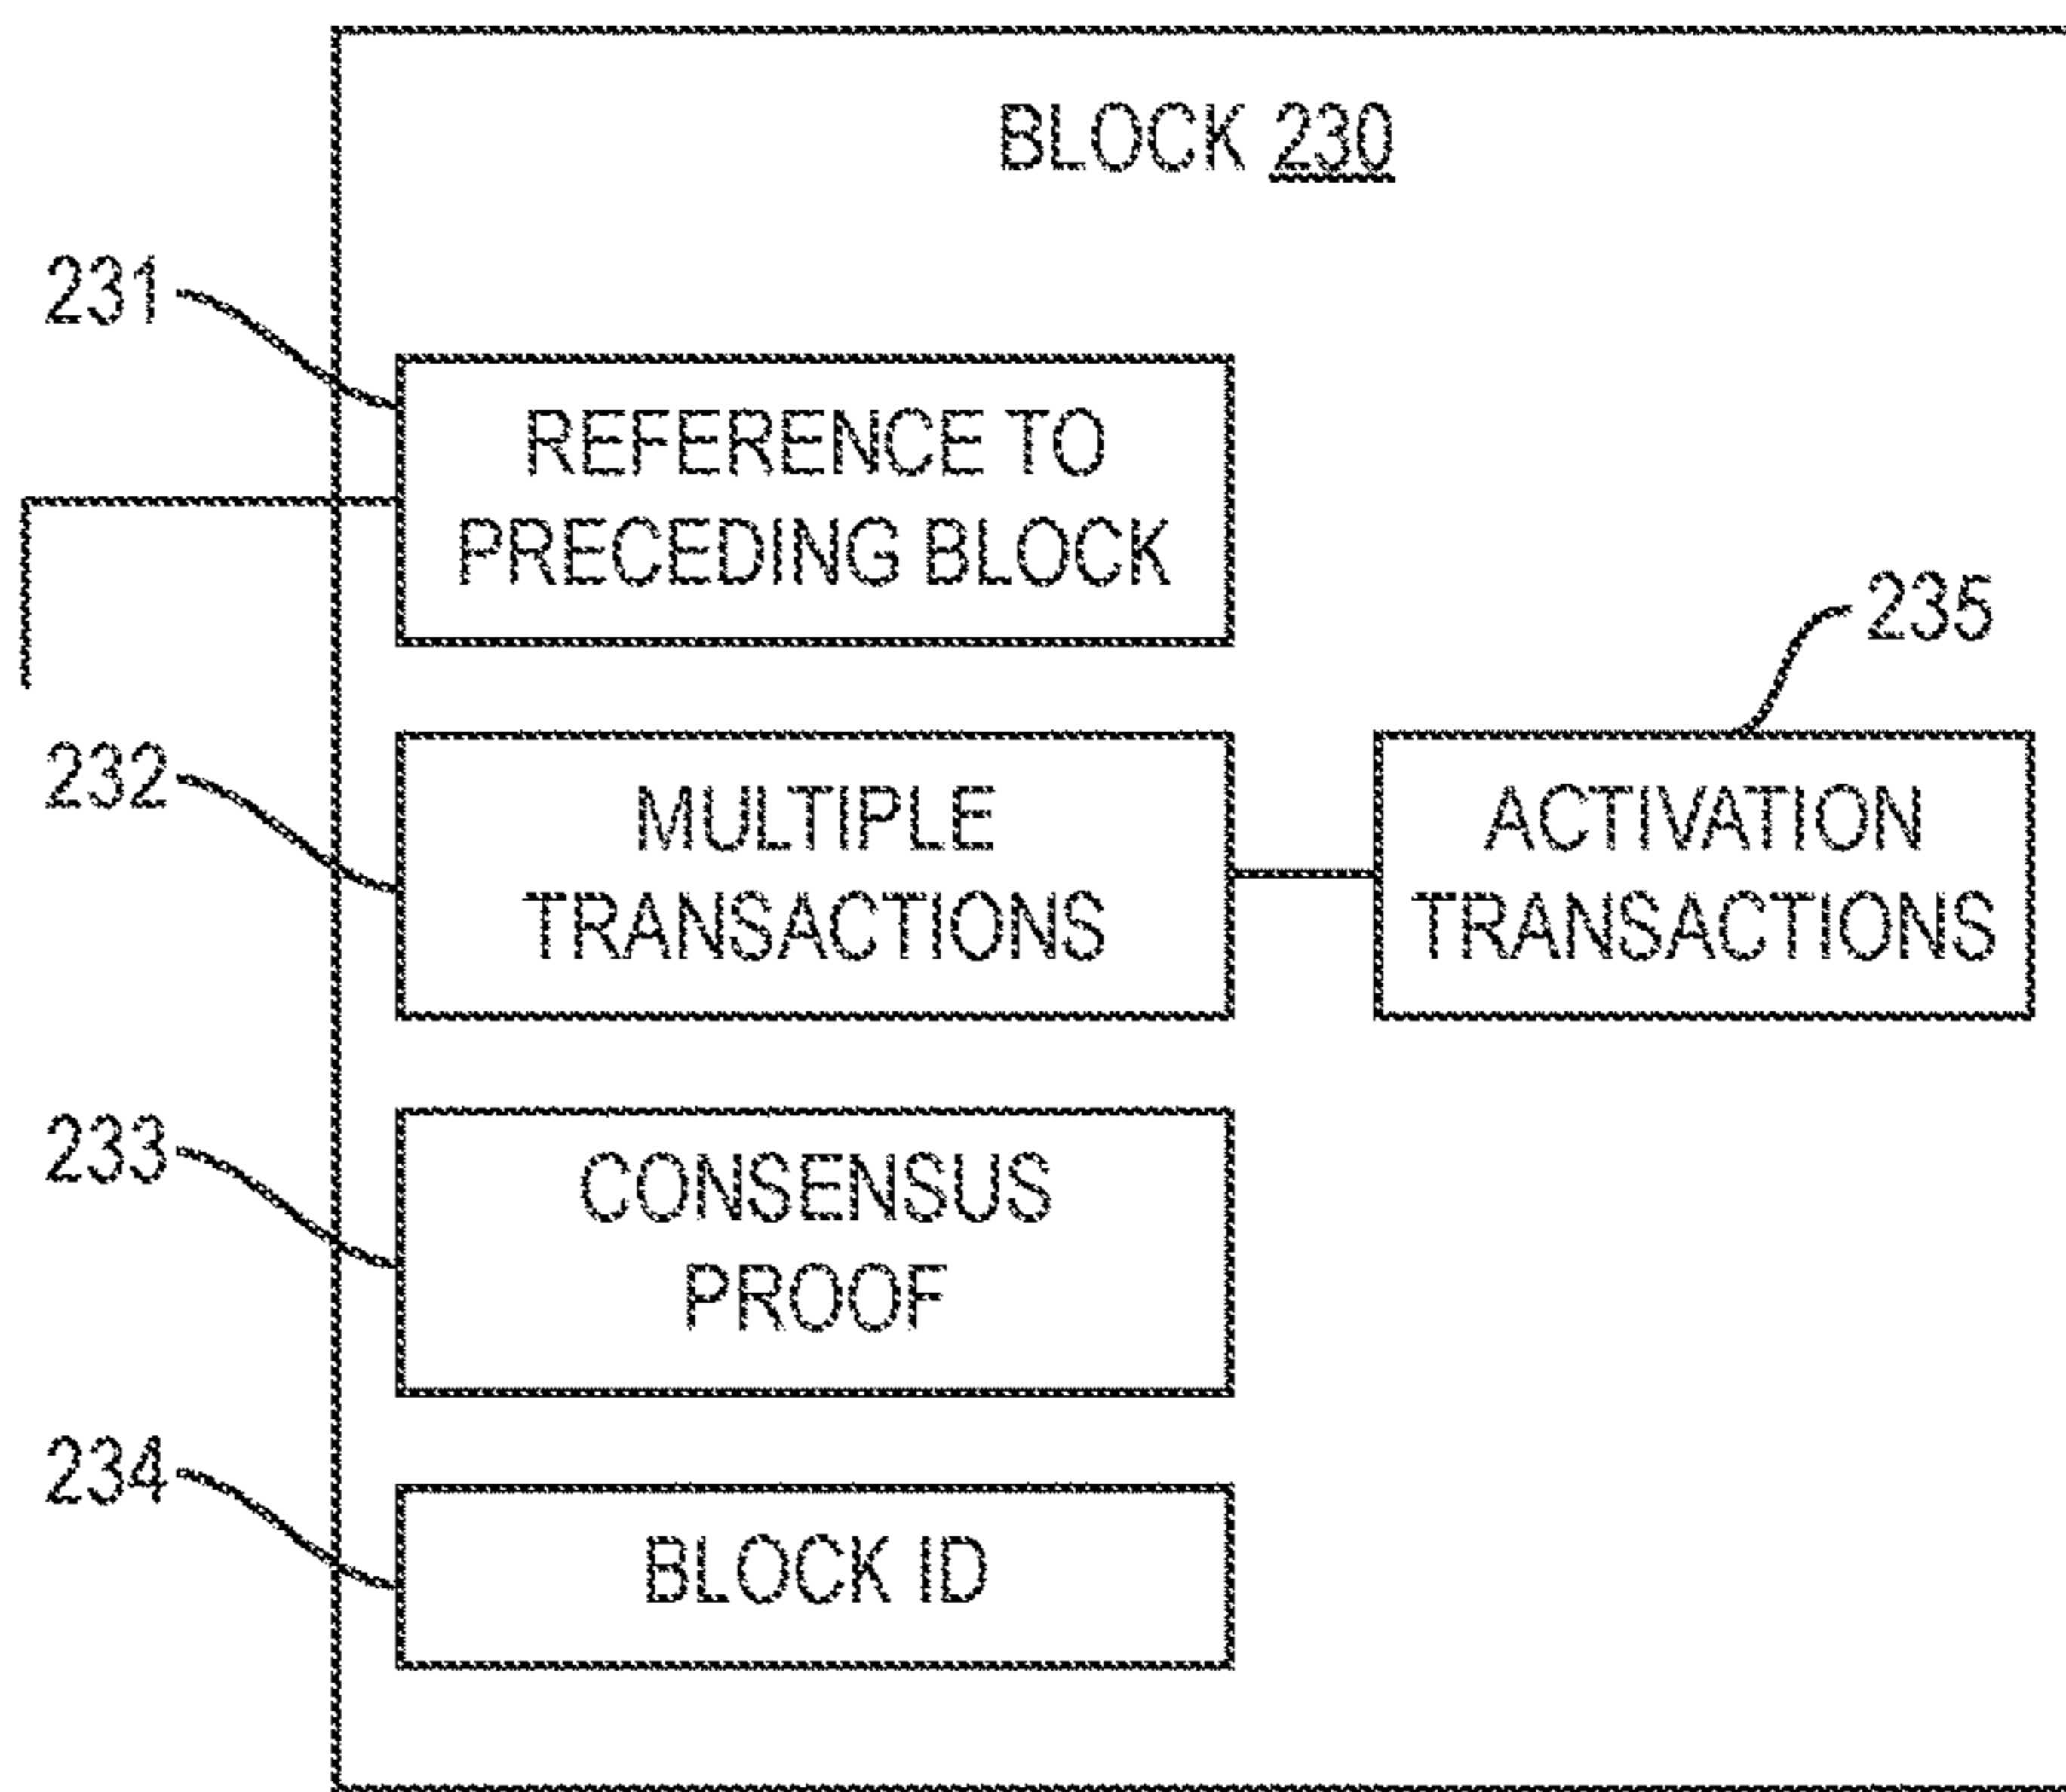 BLOCK 230
231
REFERENCE TO
PRECEDING BLOCK
235
232
MULTIPLE
TRANSACTIONS
ACTIVATION
TRANSACTIONS
233
CONSENSUS
PROOF
234
BLOCK ID